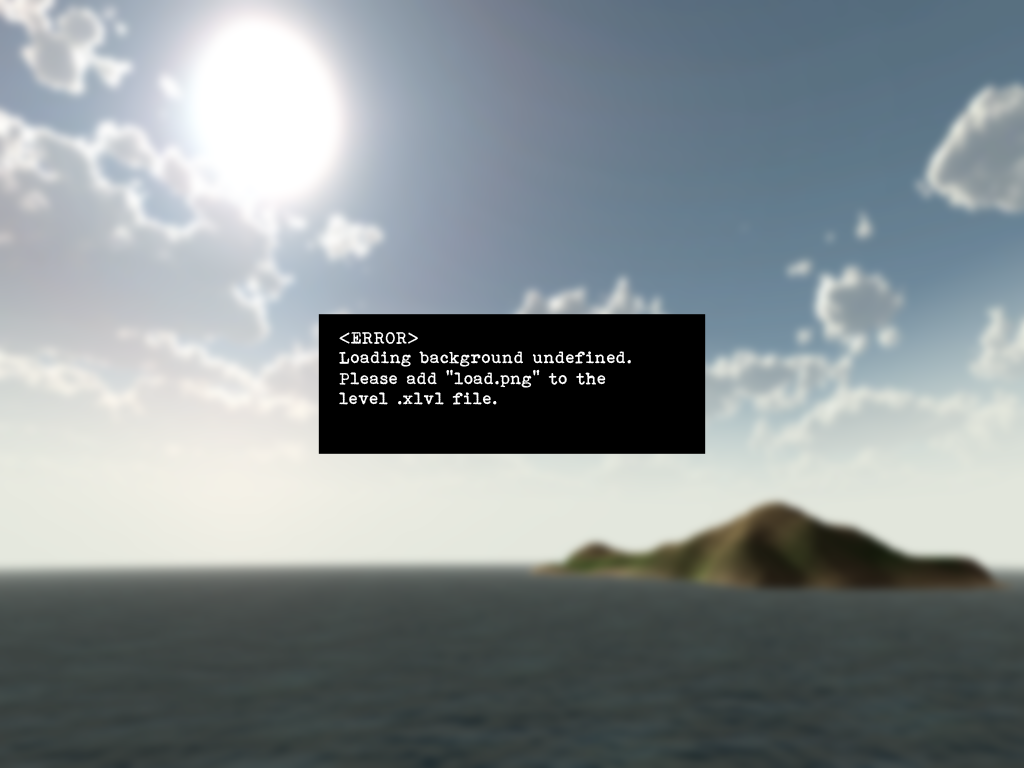 <ERROR>
Loading background undefined.
Please add "load.png" to the
level .xlvl file.